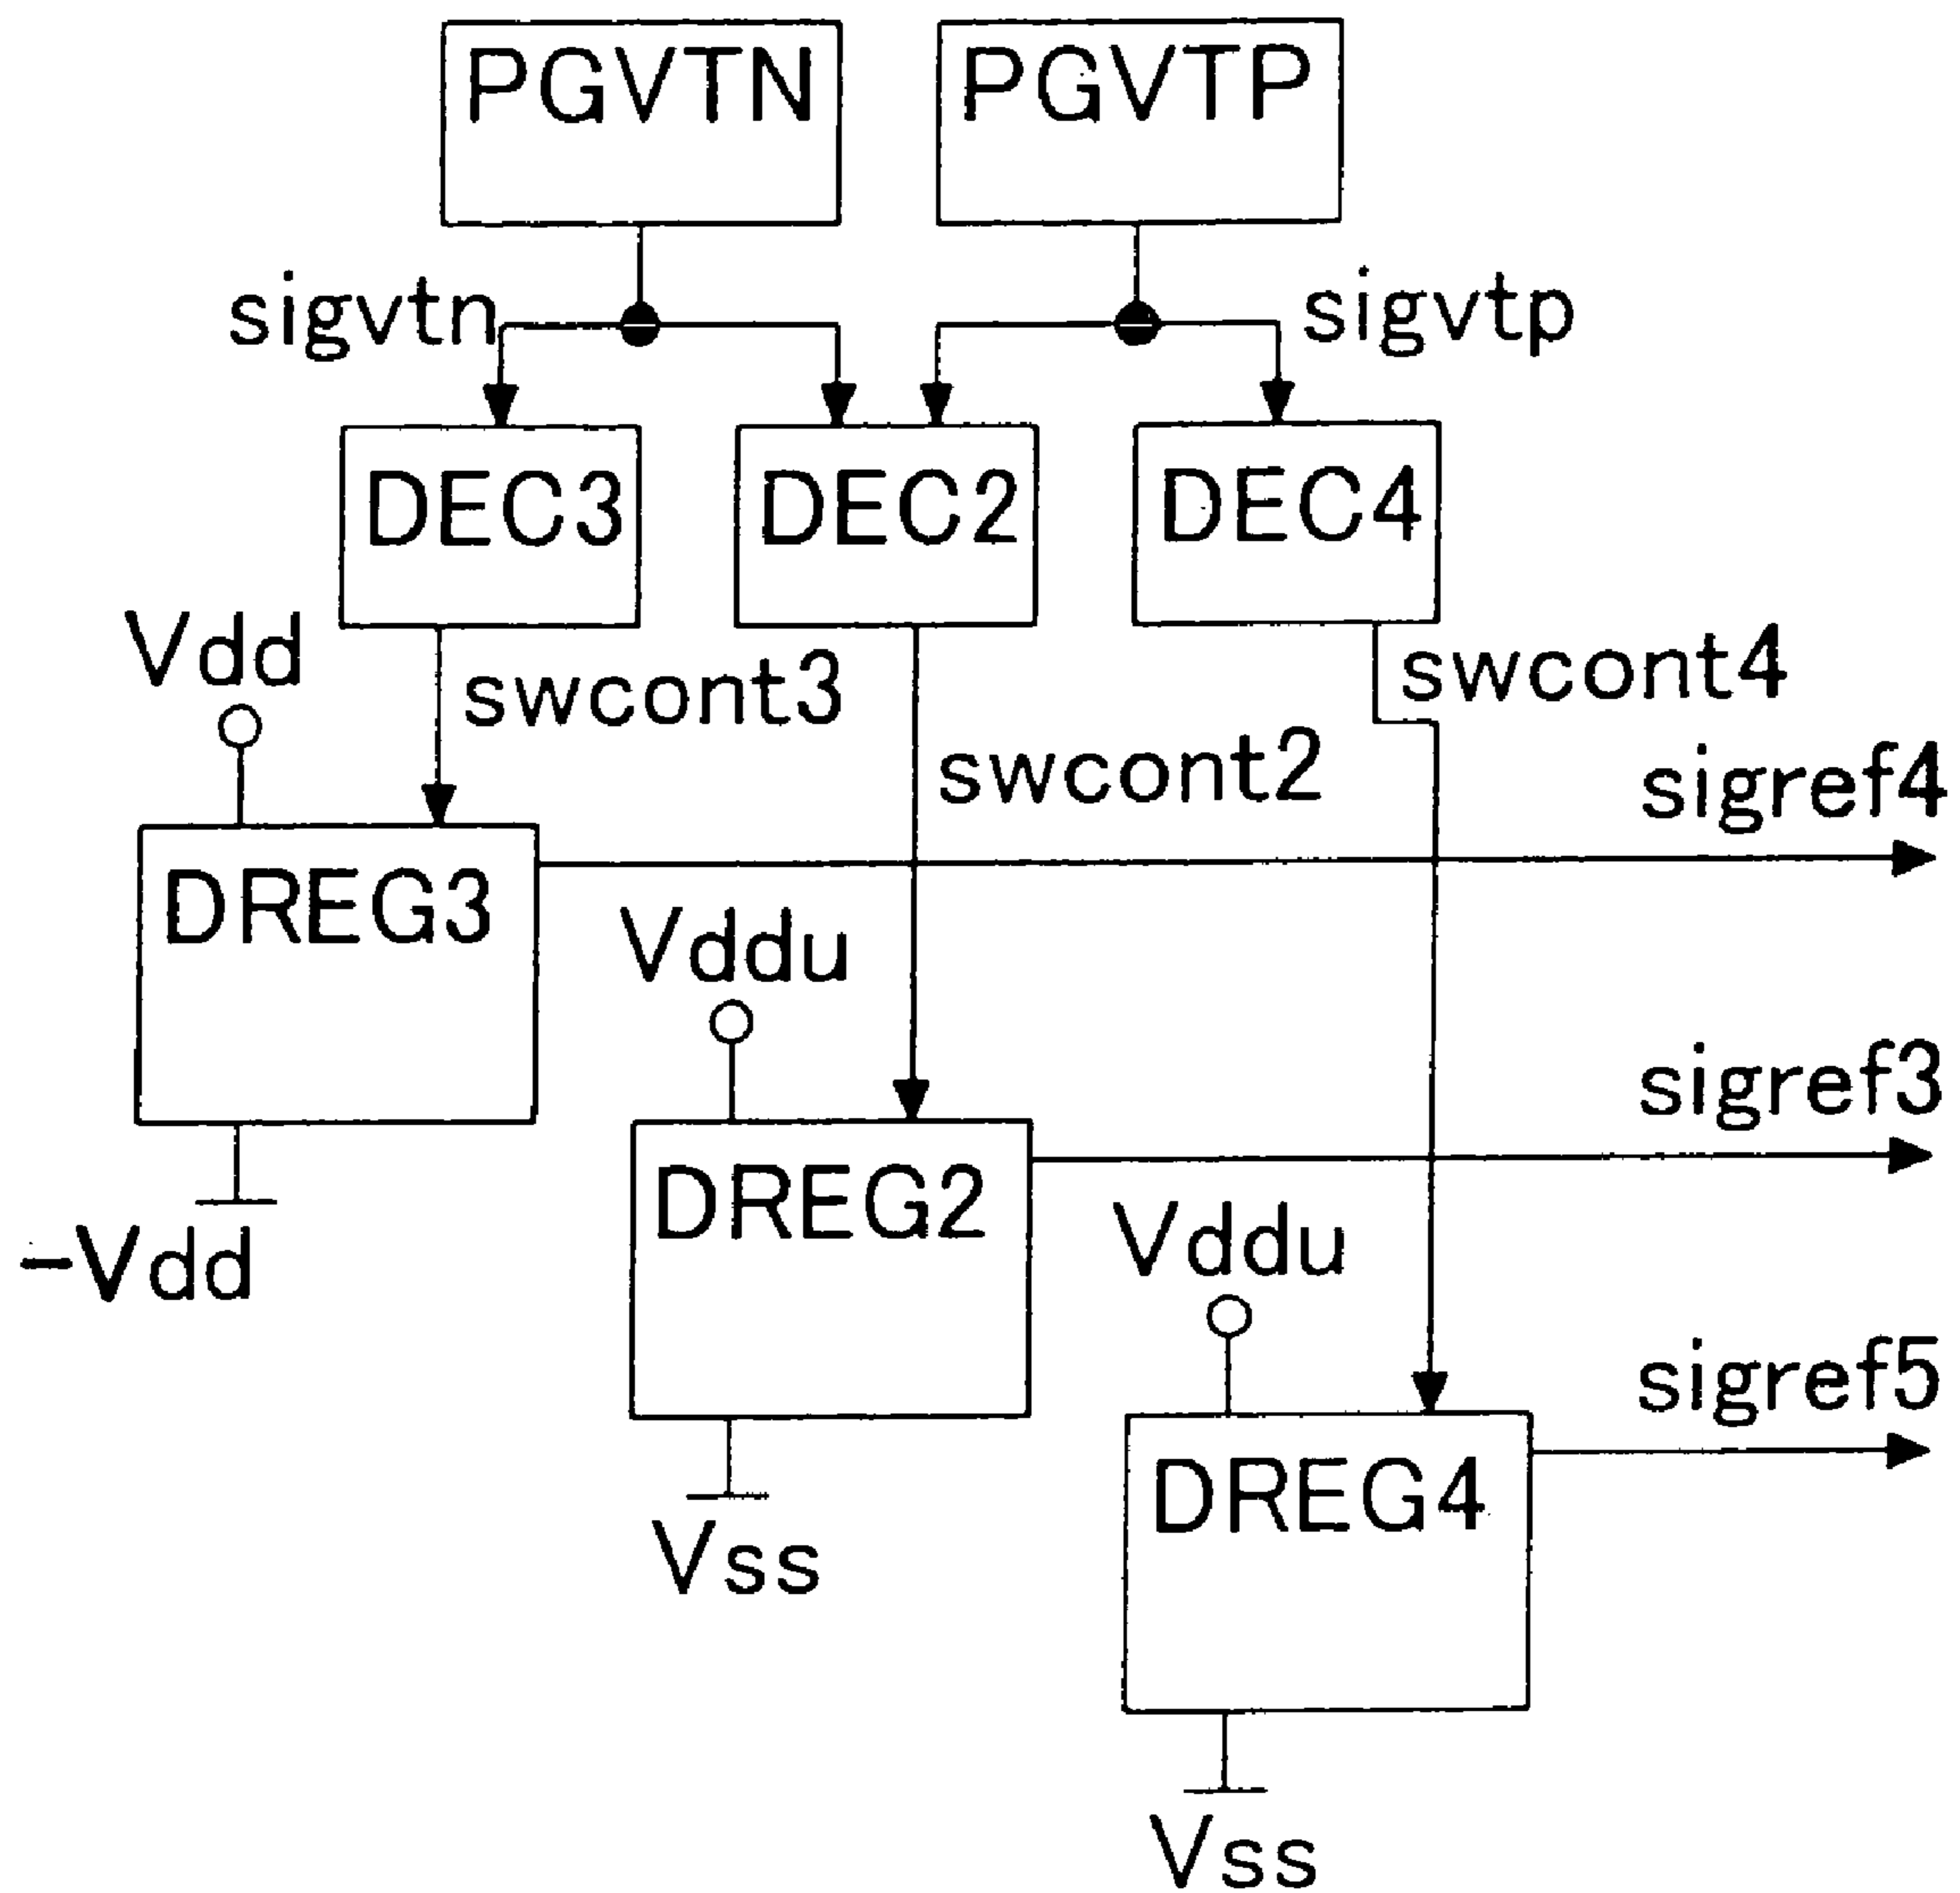 PGVTN
PGVTP
sigvtn
sigvtp
DEC3
DEC2
DEC4
Vdd
swcont3
swcont4
swcont2
sigref4
DREG3
Vddu
sigref3
-Vdd
DREG2
Vddu
sigref5
DREG4
Vss
Vss